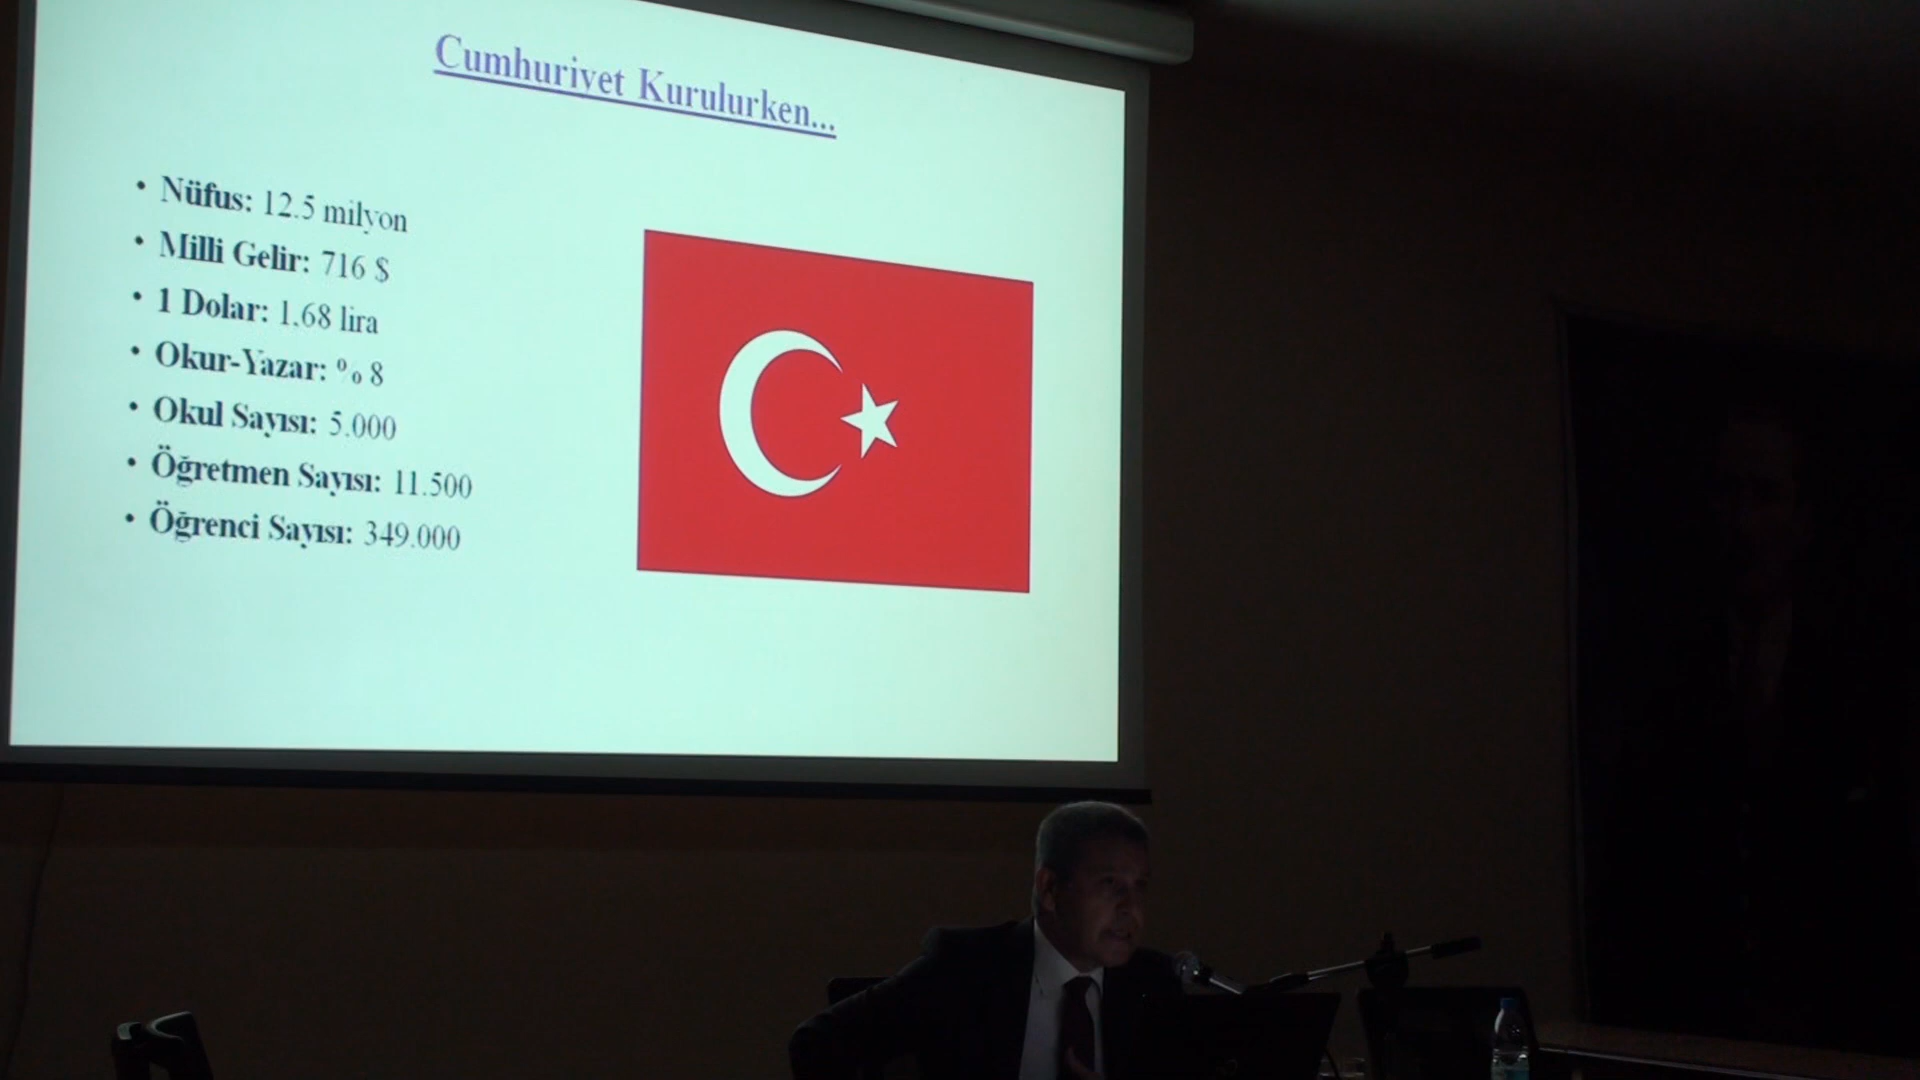 Cumhuriyet Kurulurken...
• Nüfus: 12.5 milyon
• Milli Gelir: 716 $
• 1 Dolar: 1.68 lira
• Okur-Yazar: % 8
• Okul Sayısı: 5.000
• Öğretmen Sayısı: 11.500
• Öğrenci Sayısı: 349.000